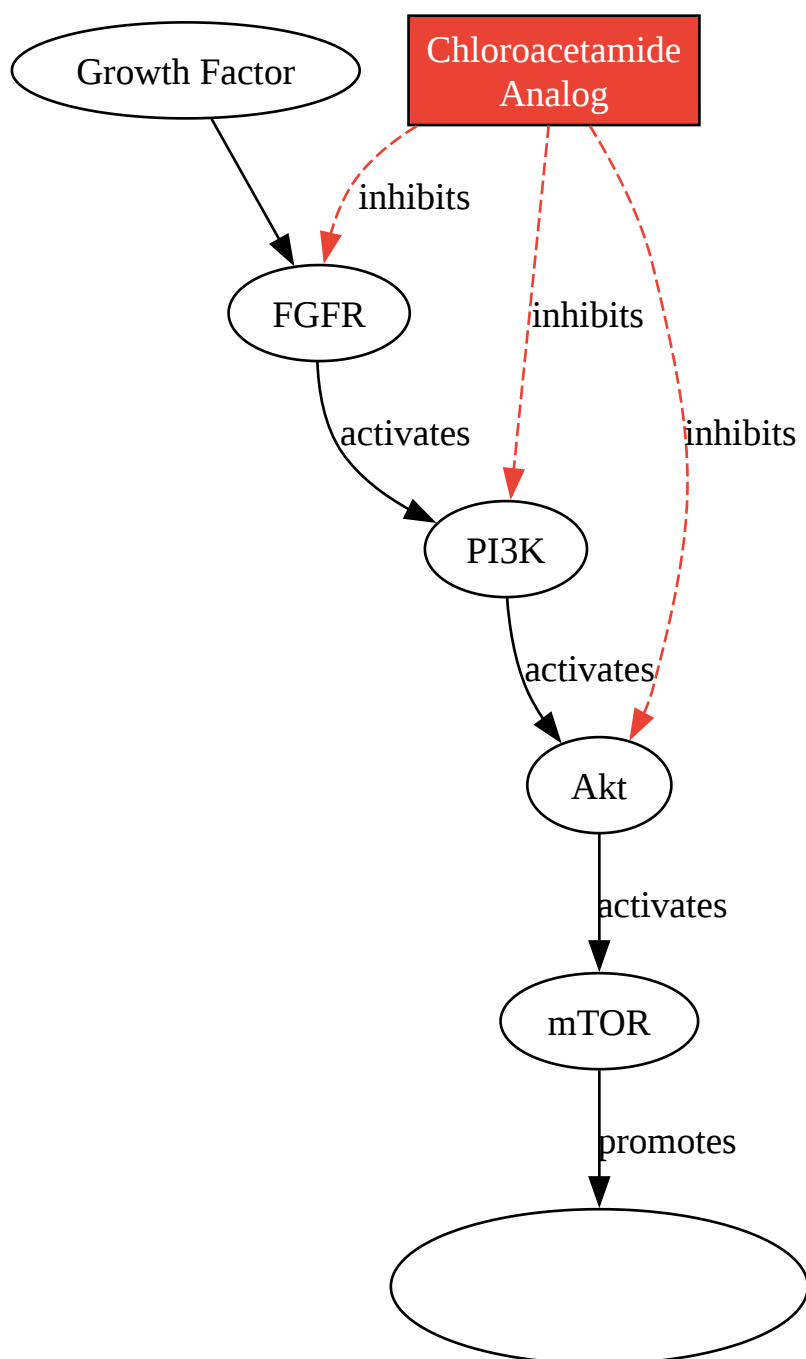 Growth Factor
Chloroacetamide
Analog
inhibits
FGFR
inhibits
activates
inhibits
PI3K
activates
Akt
activates
mTOR
promotes